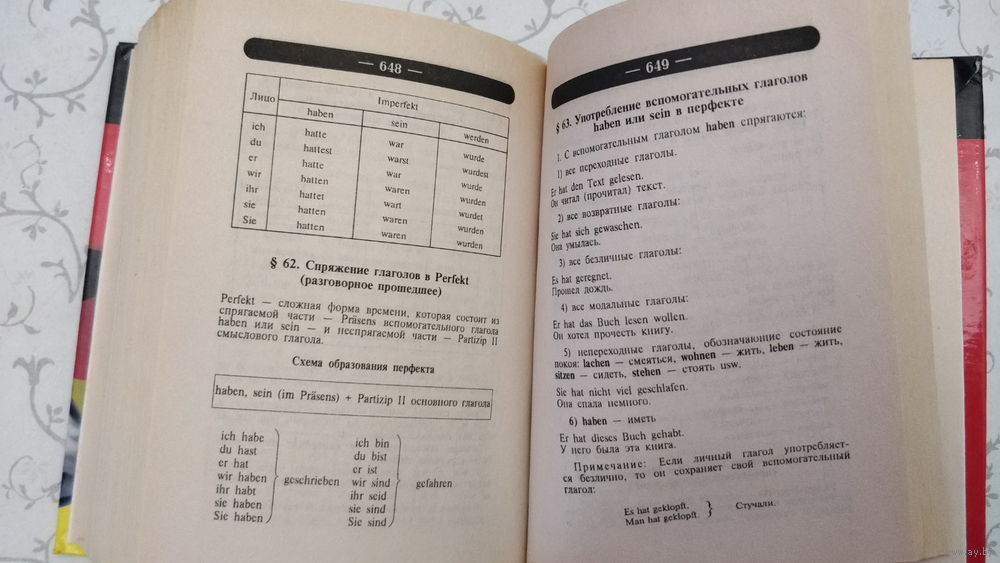 — 648 —
Лицо Imperfekt
haben sein werden
ich hatte war wurde
du hattest warst wurdest
er hatte war wurde
wir hatten waren wurden
ihr hattet wart wurdet
sie hatten waren wurden
Sie hatten waren wurden
§ 62. Спряжение глаголов в Perfekt
(разговорное прошедшее)
Perfekt — сложная форма времени, которая состоит из
спрягаемой части — Präsens вспомогательного глагола
haben или sein — и неспрягаемой части — Partizip II
смыслового глагола.
Схема образования перфекта
haben, sein (im Präsens) + Partizip II основного глагола
ich habe ich bin
du hast du bist
er hat er ist
wir haben geschrieben wir sind gefahren
ihr habt ihr seid
sie haben sie sind
Sie haben Sie sind
— 649 —
§ 63. Употребление вспомогательных глаголов
haben или sein в перфекте
1. С вспомогательным глаголом haben спрягаются:
1) все переходные глаголы.
Er hat den Text gelesen.
Он читал (прочитал) текст.
2) все возвратные глаголы:
Sie hat sich gewaschen.
Она умылась.
3) все безличные глаголы:
Es hat geregnet.
Прошел дождь.
4) все модальные глаголы:
Er hat das Buch lesen wollen.
Он хотел прочесть книгу.
5) непереходные глаголы, обозначающие состояние
покоя: lachen — смеяться, wohnen — жить, leben — жить,
sitzen — сидеть, stehen — стоять usw.
Sie hat nicht viel geschlafen.
Она спала немного.
6) haben — иметь
Er hat dieses Buch gehabt.
У него была эта книга.
Примечание: Если личный глагол употребляет-
ся безлично, то он сохраняет свой вспомогательный
глагол:
Es hat geklopft. } Стучали.
Man hat geklopft.